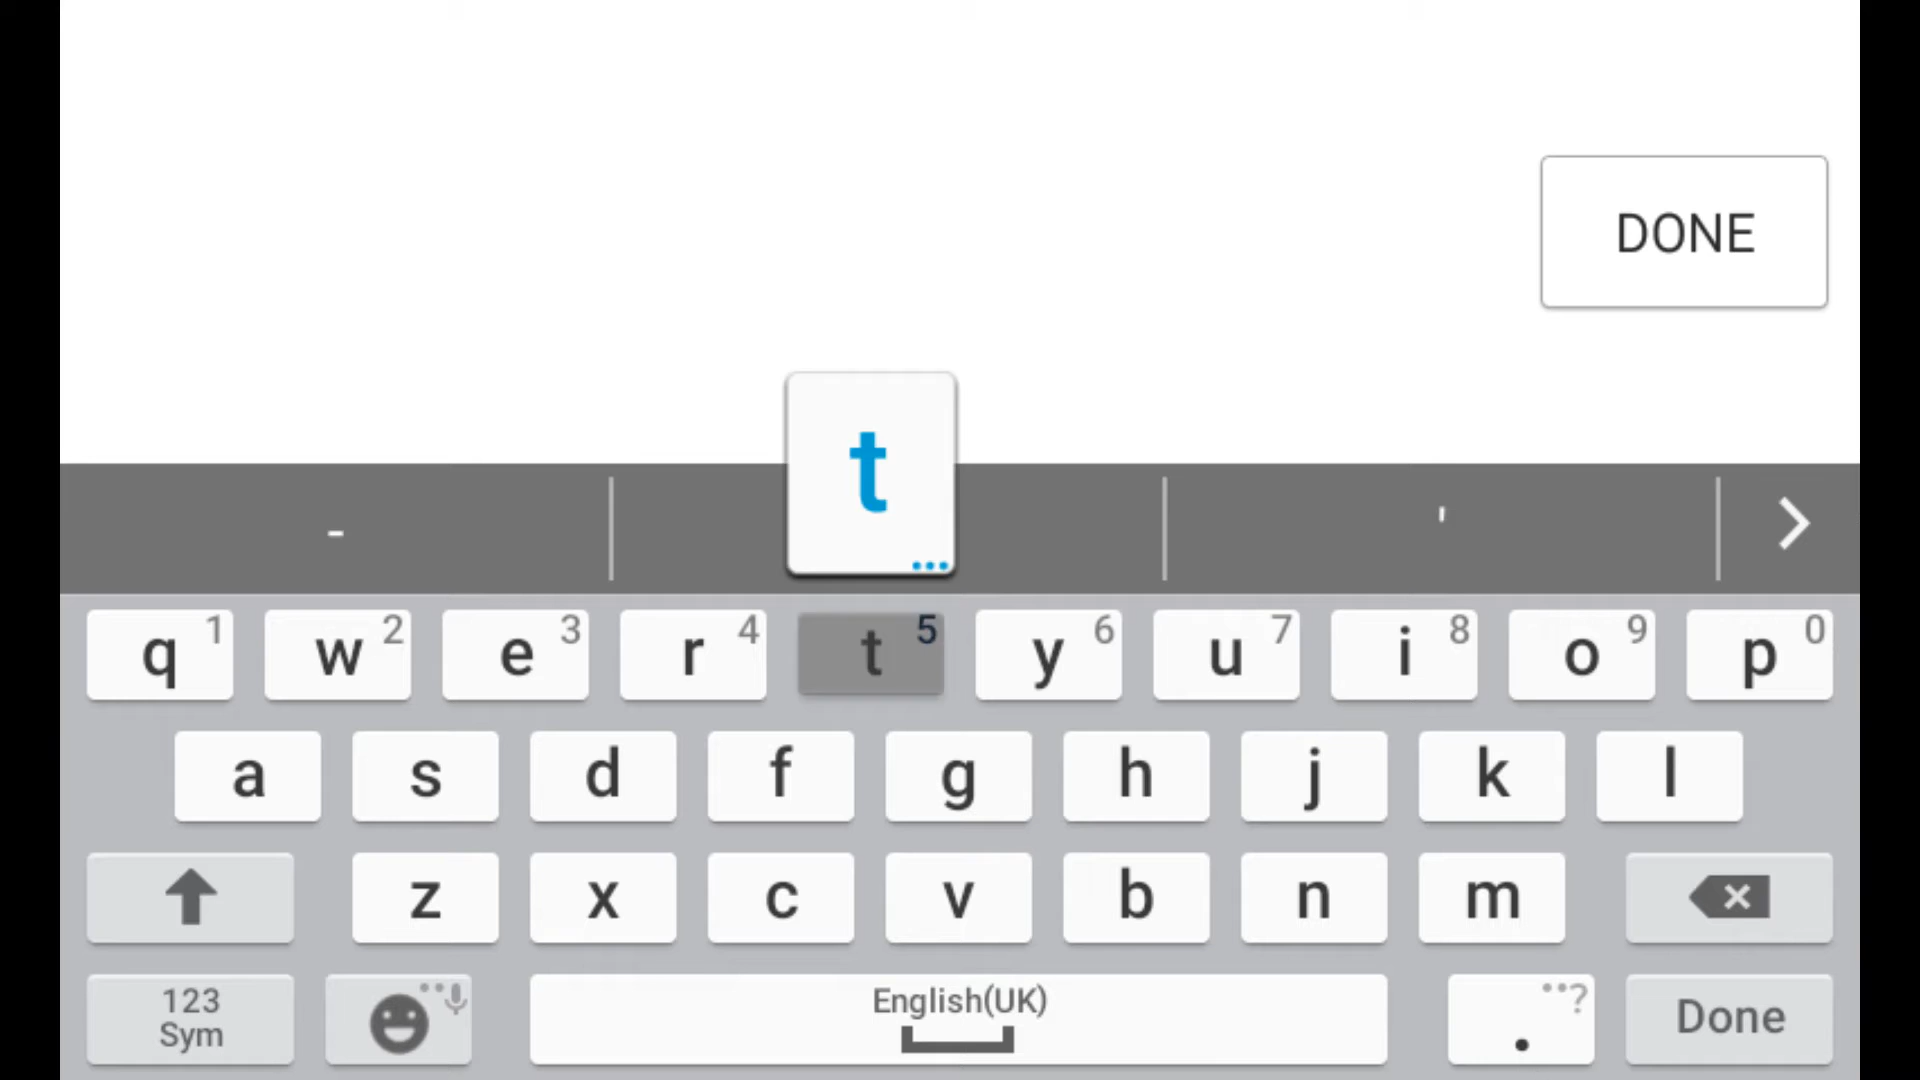 DONE
t
- '
q 1 w 2 e 3 r 4 t 5 y 6 u 7 i 8 o 9 p 0
a s d f g h j k l
z x c v b n m
123 Sym English(UK) . ? Done